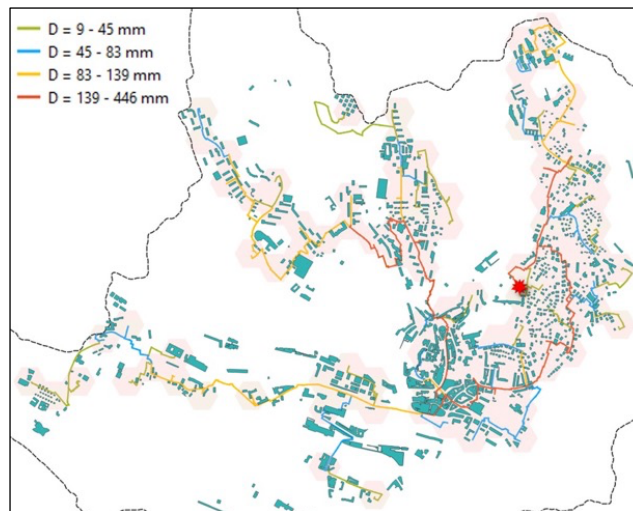 D = 9 - 45 mm
D = 45 - 83 mm
D = 83 - 139 mm
D = 139 - 446 mm